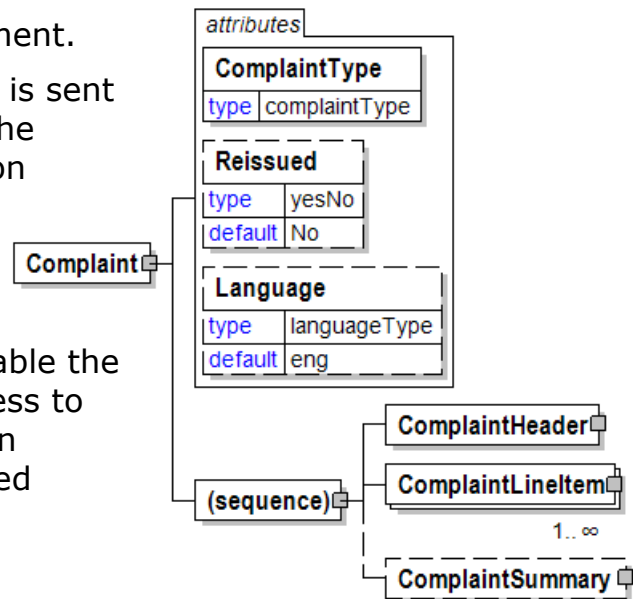 nent.
is sent
he
on
able the
ess to
n
ed
attributes
ComplaintType
type complaintType
Reissued
type yesNo
default No
Language
type languageType
default eng
Complaint
(sequence)
ComplaintHeader
ComplaintLineItem
1.. ∞
ComplaintSummary